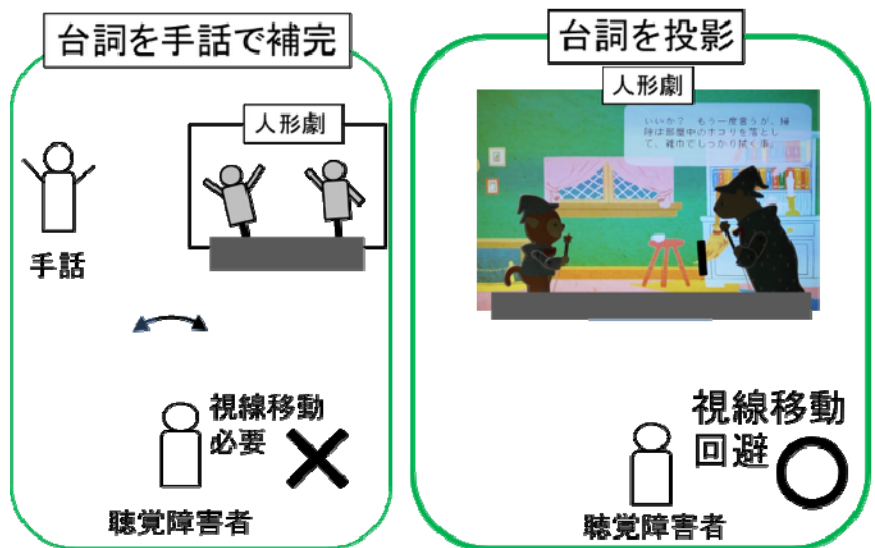 台詞を手話で補完
人形劇
手話
視線移動
必要
聴覚障害者
台詞を投影
人形劇
いいか? もう一度言うが、掃
除は部屋中のホコリを落とし
て、雑巾でしっかり拭く事。
視線移動
回避
聴覚障害者